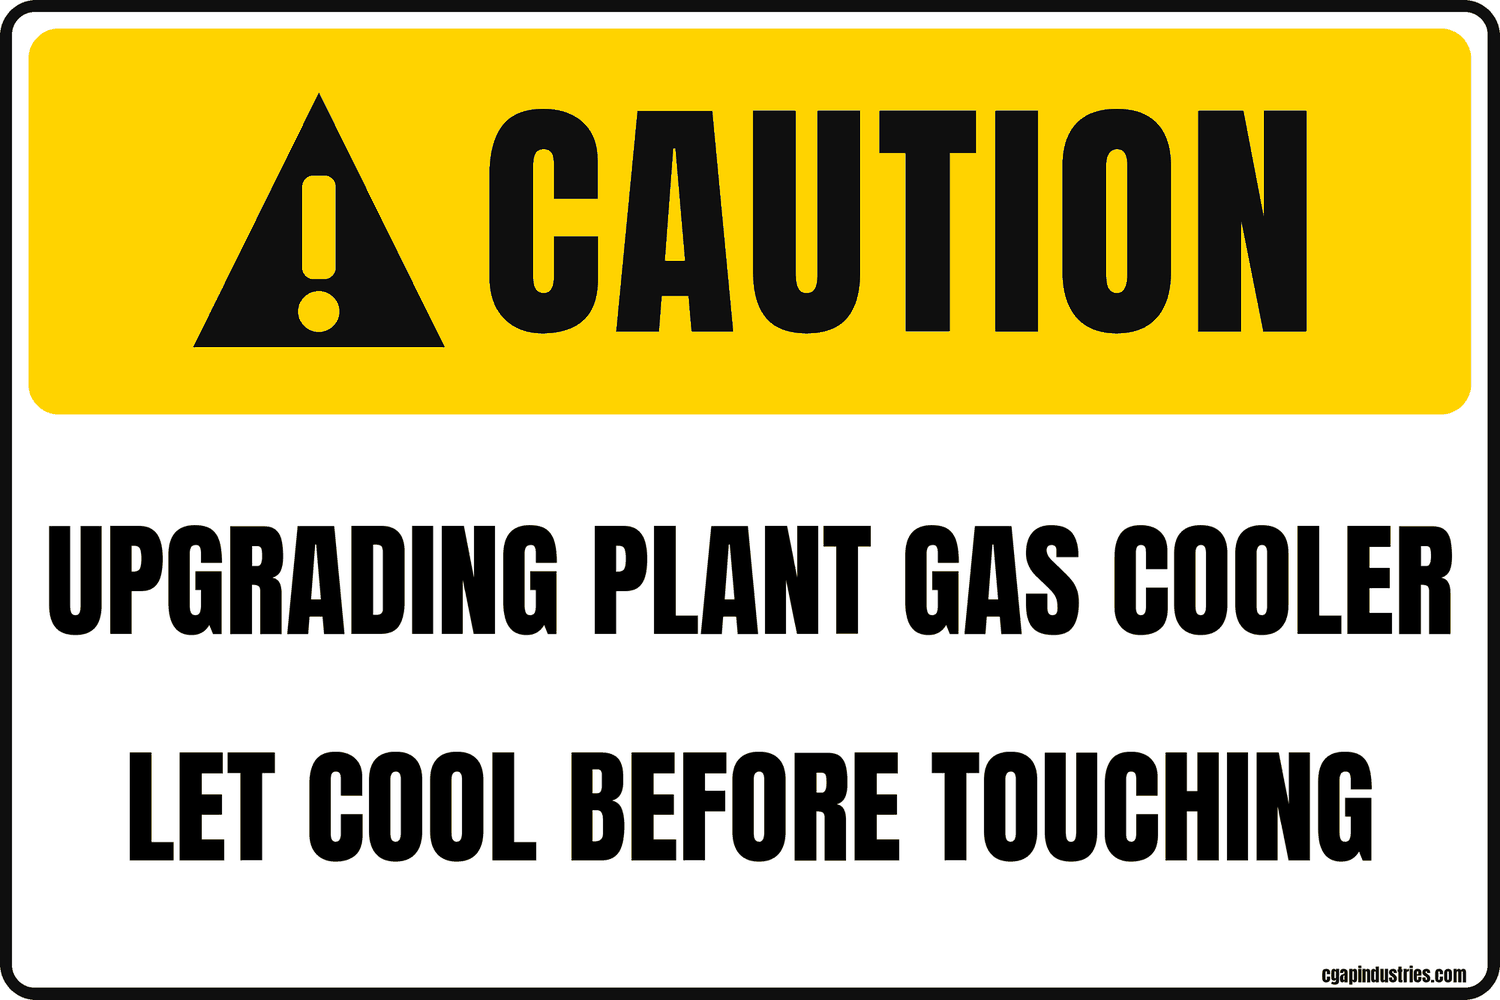 CAUTION
UPGRADING PLANT GAS COOLER
LET COOL BEFORE TOUCHING
cgapindustries.com